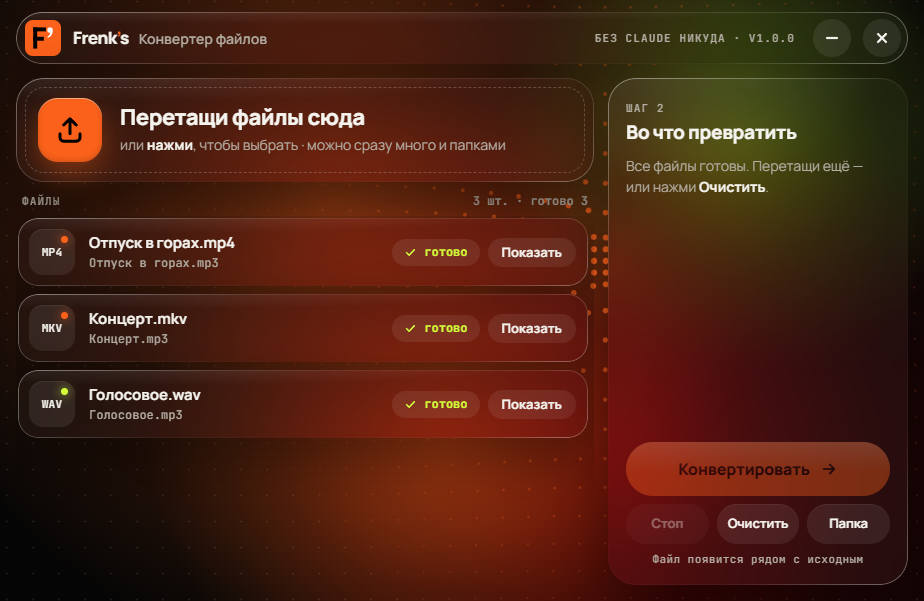 F’ Frenk’s Конвертер файлов
БЕЗ CLAUDE НИКУДА · V1.0.0
Перетащи файлы сюда
или нажми, чтобы выбрать · можно сразу много и папками
ФАЙЛЫ
3 шт. · готово 3
MP4
Отпуск в горах.mp4
Отпуск в горах.mp3
готово
Показать
MKV
Концерт.mkv
Концерт.mp3
готово
Показать
WAV
Голосовое.wav
Голосовое.mp3
готово
Показать
ШАГ 2
Во что превратить
Все файлы готовы. Перетащи ещё —
или нажми Очистить.
Конвертировать →
Стоп
Очистить
Папка
Файл появится рядом с исходным